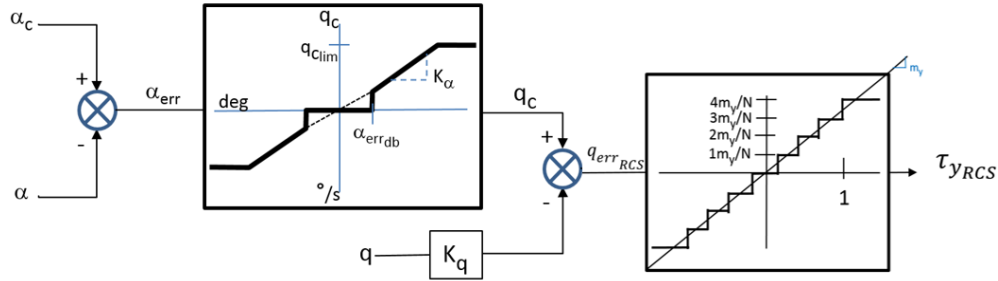 α_c
+
-
α
α_err
q_c
q_c_lim
K_α
deg
α_err_db
°/s
q_c
+
-
q_err_RCS
q
K_q
4m_y/N
3m_y/N
2m_y/N
1m_y/N
1
m_y
τ_y_RCS